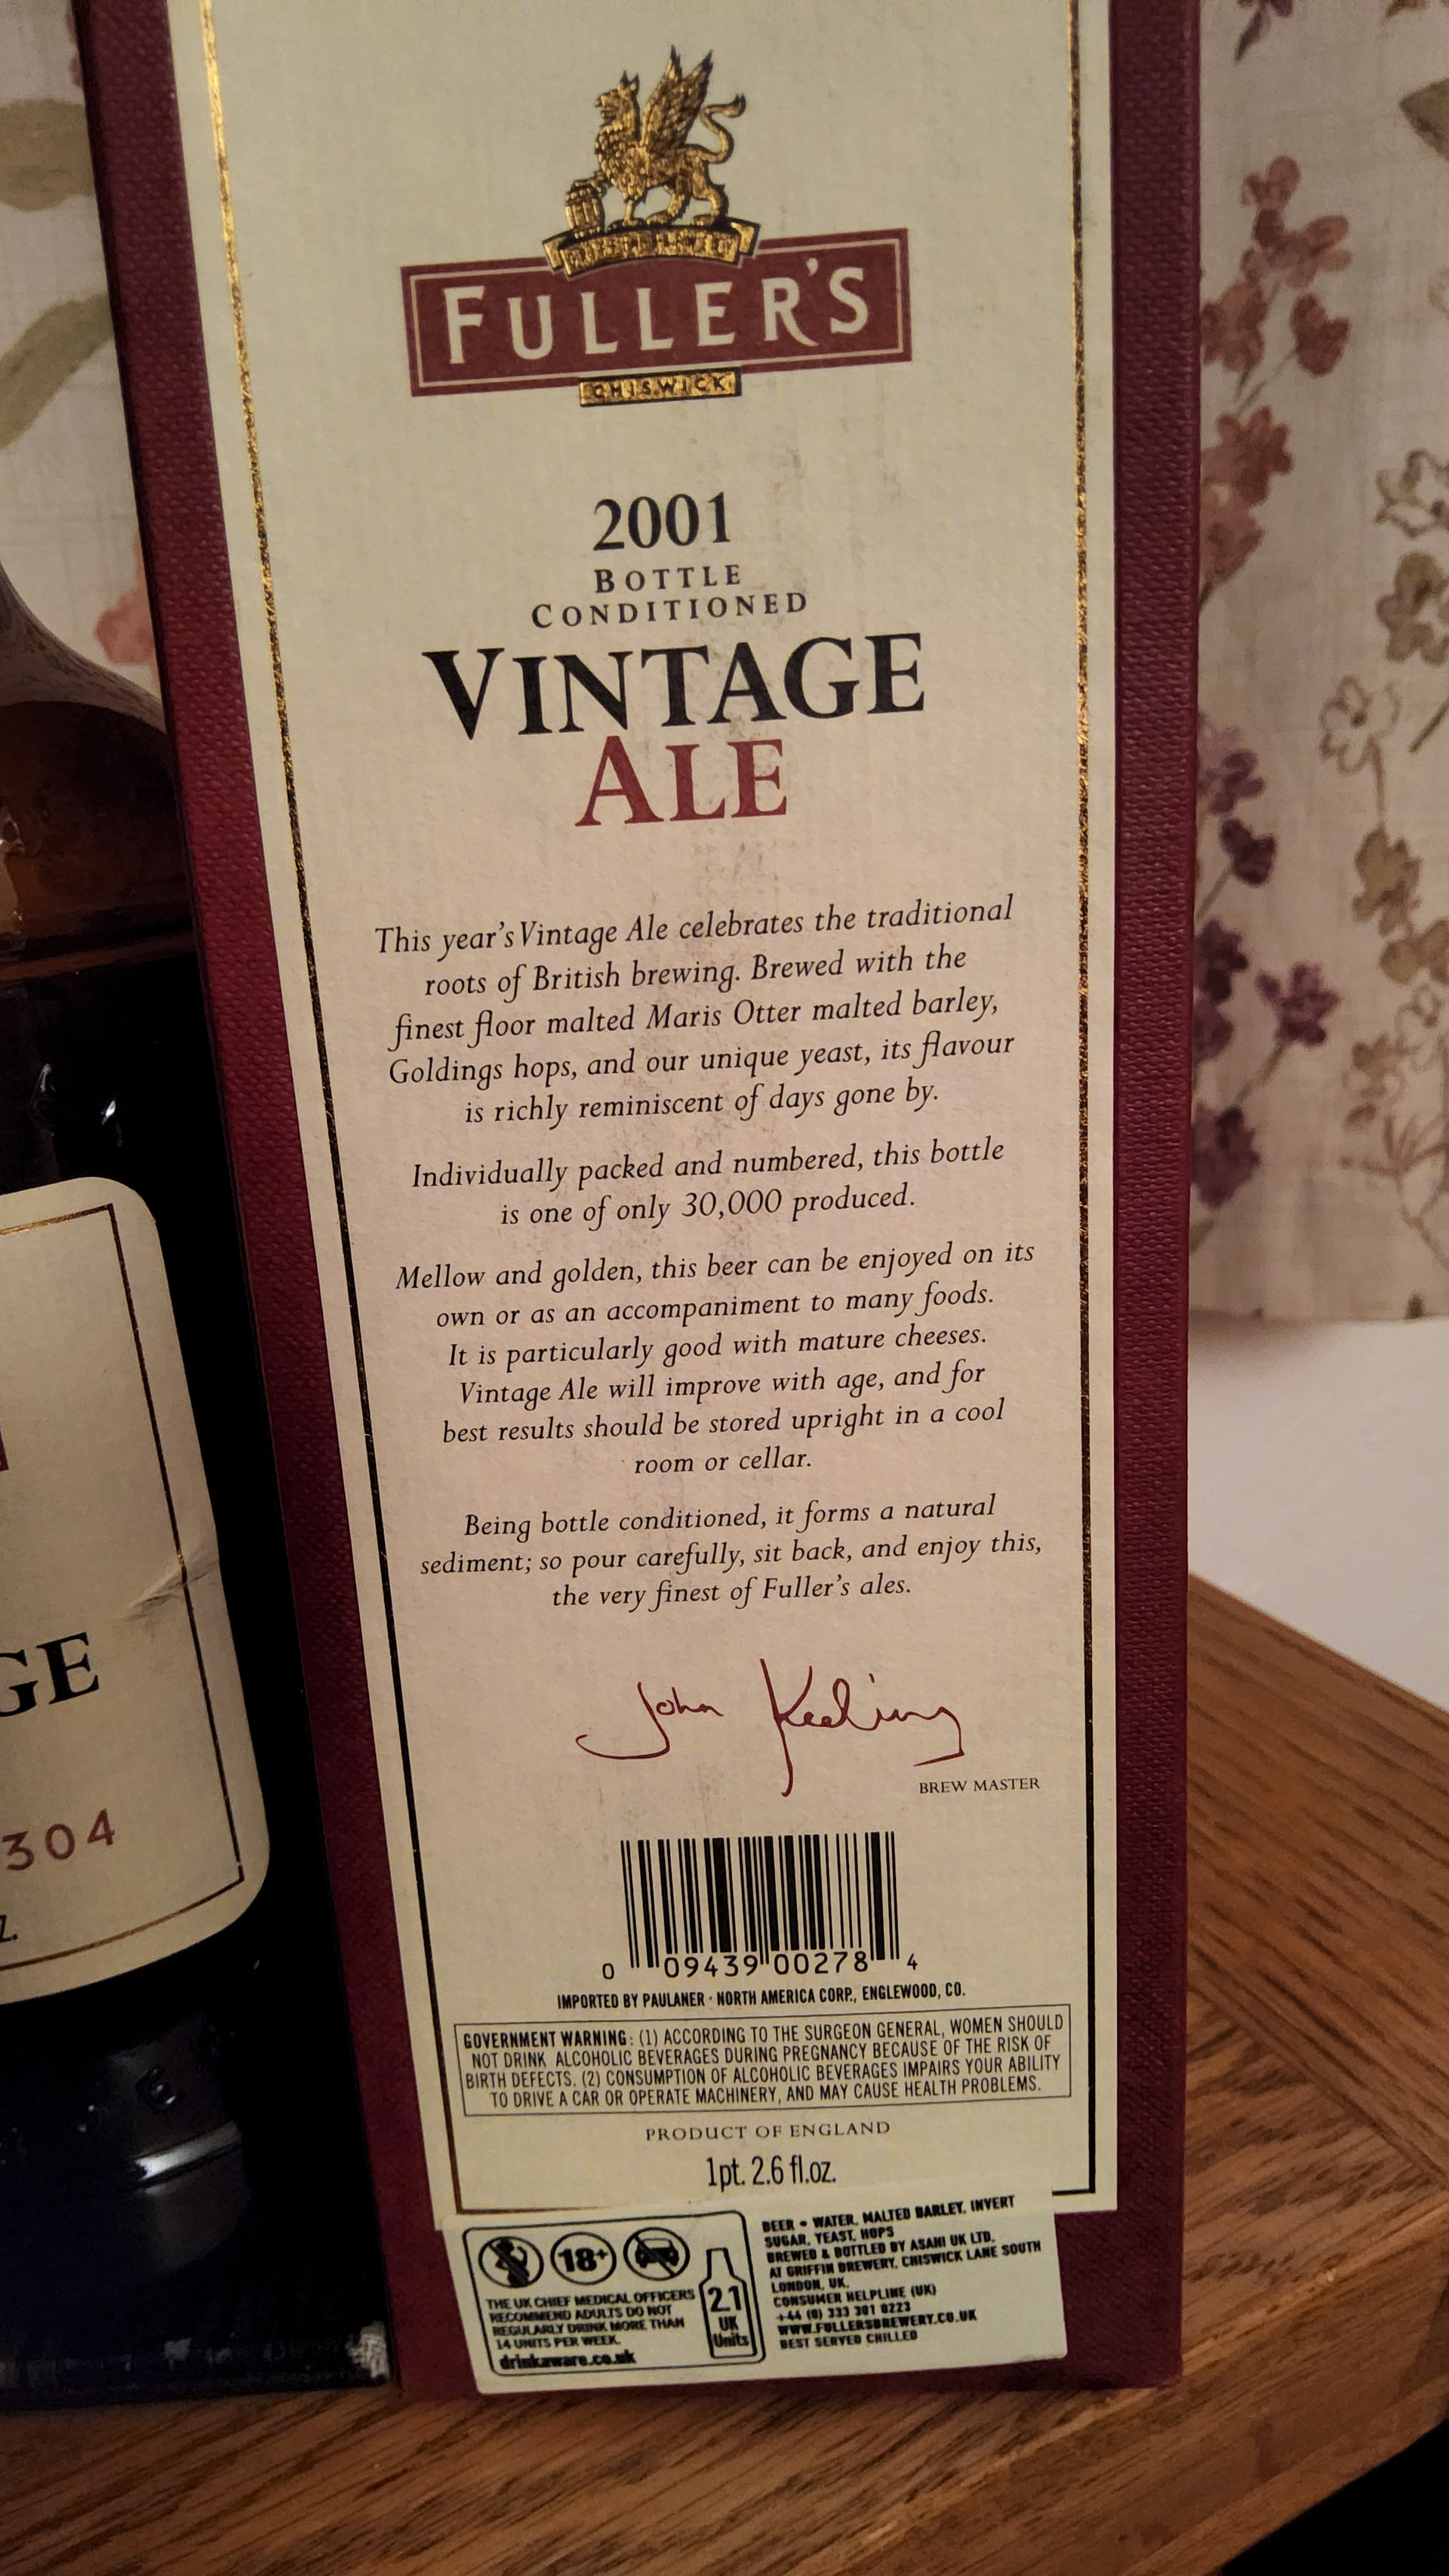 FULLER'S
CHISWICK
2001
BOTTLE
CONDITIONED
VINTAGE
ALE
This year's Vintage Ale celebrates the traditional
roots of British brewing. Brewed with the
finest floor malted Maris Otter malted barley,
Goldings hops, and our unique yeast, its flavour
is richly reminiscent of days gone by.
Individually packed and numbered, this bottle
is one of only 30,000 produced.
Mellow and golden, this beer can be enjoyed on its
own or as an accompaniment to many foods.
It is particularly good with mature cheeses.
Vintage Ale will improve with age, and for
best results should be stored upright in a cool
room or cellar.
Being bottle conditioned, it forms a natural
sediment; so pour carefully, sit back, and enjoy this,
the very finest of Fuller's ales.
John Keeling
BREW MASTER
0 09439 00278 4
IMPORTED BY PAULANER · NORTH AMERICA CORP., ENGLEWOOD, CO.
GOVERNMENT WARNING: (1) ACCORDING TO THE SURGEON GENERAL, WOMEN SHOULD
NOT DRINK ALCOHOLIC BEVERAGES DURING PREGNANCY BECAUSE OF THE RISK OF
BIRTH DEFECTS. (2) CONSUMPTION OF ALCOHOLIC BEVERAGES IMPAIRS YOUR ABILITY
TO DRIVE A CAR OR OPERATE MACHINERY, AND MAY CAUSE HEALTH PROBLEMS.
PRODUCT OF ENGLAND
1pt. 2.6 fl.oz.
18+
THE UK CHIEF MEDICAL OFFICERS
RECOMMEND ADULTS DO NOT
REGULARLY DRINK MORE THAN
14 UNITS PER WEEK.
drinkaware.co.uk
2.1
UK
Units
BEER - WATER, MALTED BARLEY, INVERT
SUGAR, YEAST, HOPS
BREWED & BOTTLED BY ASAHI UK LTD.
AT GRIFFIN BREWERY, CHISWICK LANE SOUTH
LONDON, UK.
CONSUMER HELPLINE (UK)
+44 (0) 333 301 0223
WWW.FULLERSBREWERY.CO.UK
BEST SERVED CHILLED
GE
304
Z.